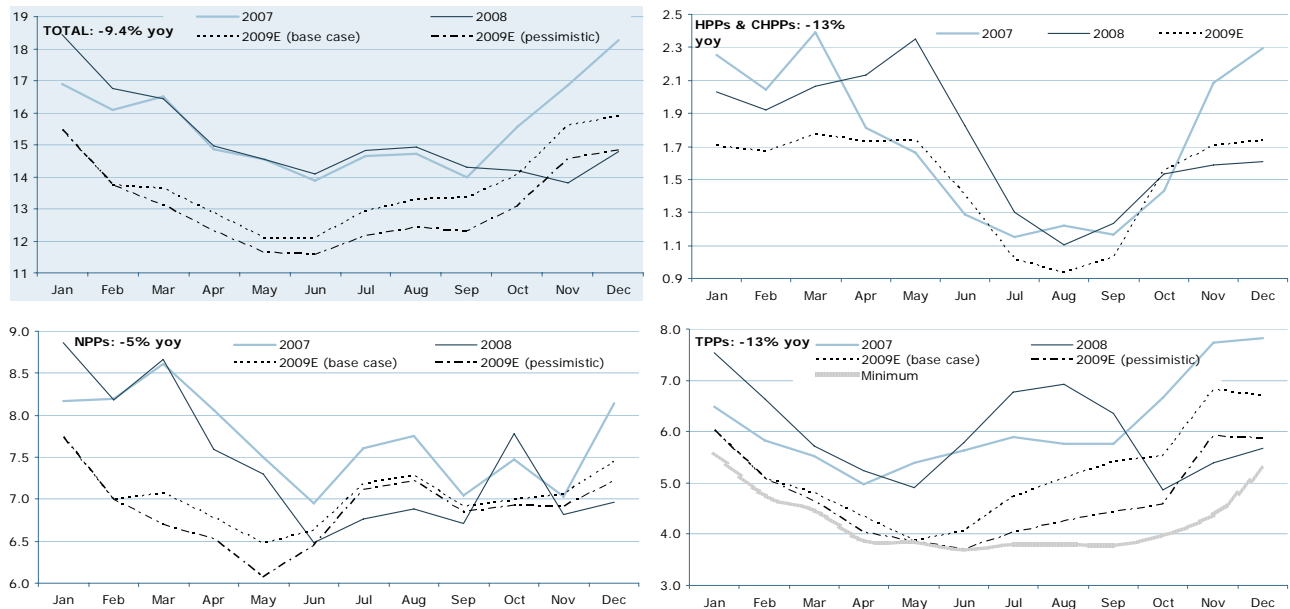 TOTAL: -9.4% yoy
2007
2008
2009E (base case)
2009E (pessimistic)
19
18
17
16
15
14
13
12
11
Jan Feb Mar Apr May Jun Jul Aug Sep Oct Nov Dec
HPPs & CHPPs: -13%
yoy
2007
2008
2009E
2.5
2.3
2.1
1.9
1.7
1.5
1.3
1.1
0.9
Jan Feb Mar Apr May Jun Jul Aug Sep Oct Nov Dec
NPPs: -5% yoy
2007
2008
2009E (base case)
2009E (pessimistic)
9.0
8.5
8.0
7.5
7.0
6.5
6.0
Jan Feb Mar Apr May Jun Jul Aug Sep Oct Nov Dec
TPPs: -13% yoy
2007
2008
2009E (base case)
2009E (pessimistic)
Minimum
8.0
7.0
6.0
5.0
4.0
3.0
Jan Feb Mar Apr May Jun Jul Aug Sep Oct Nov Dec